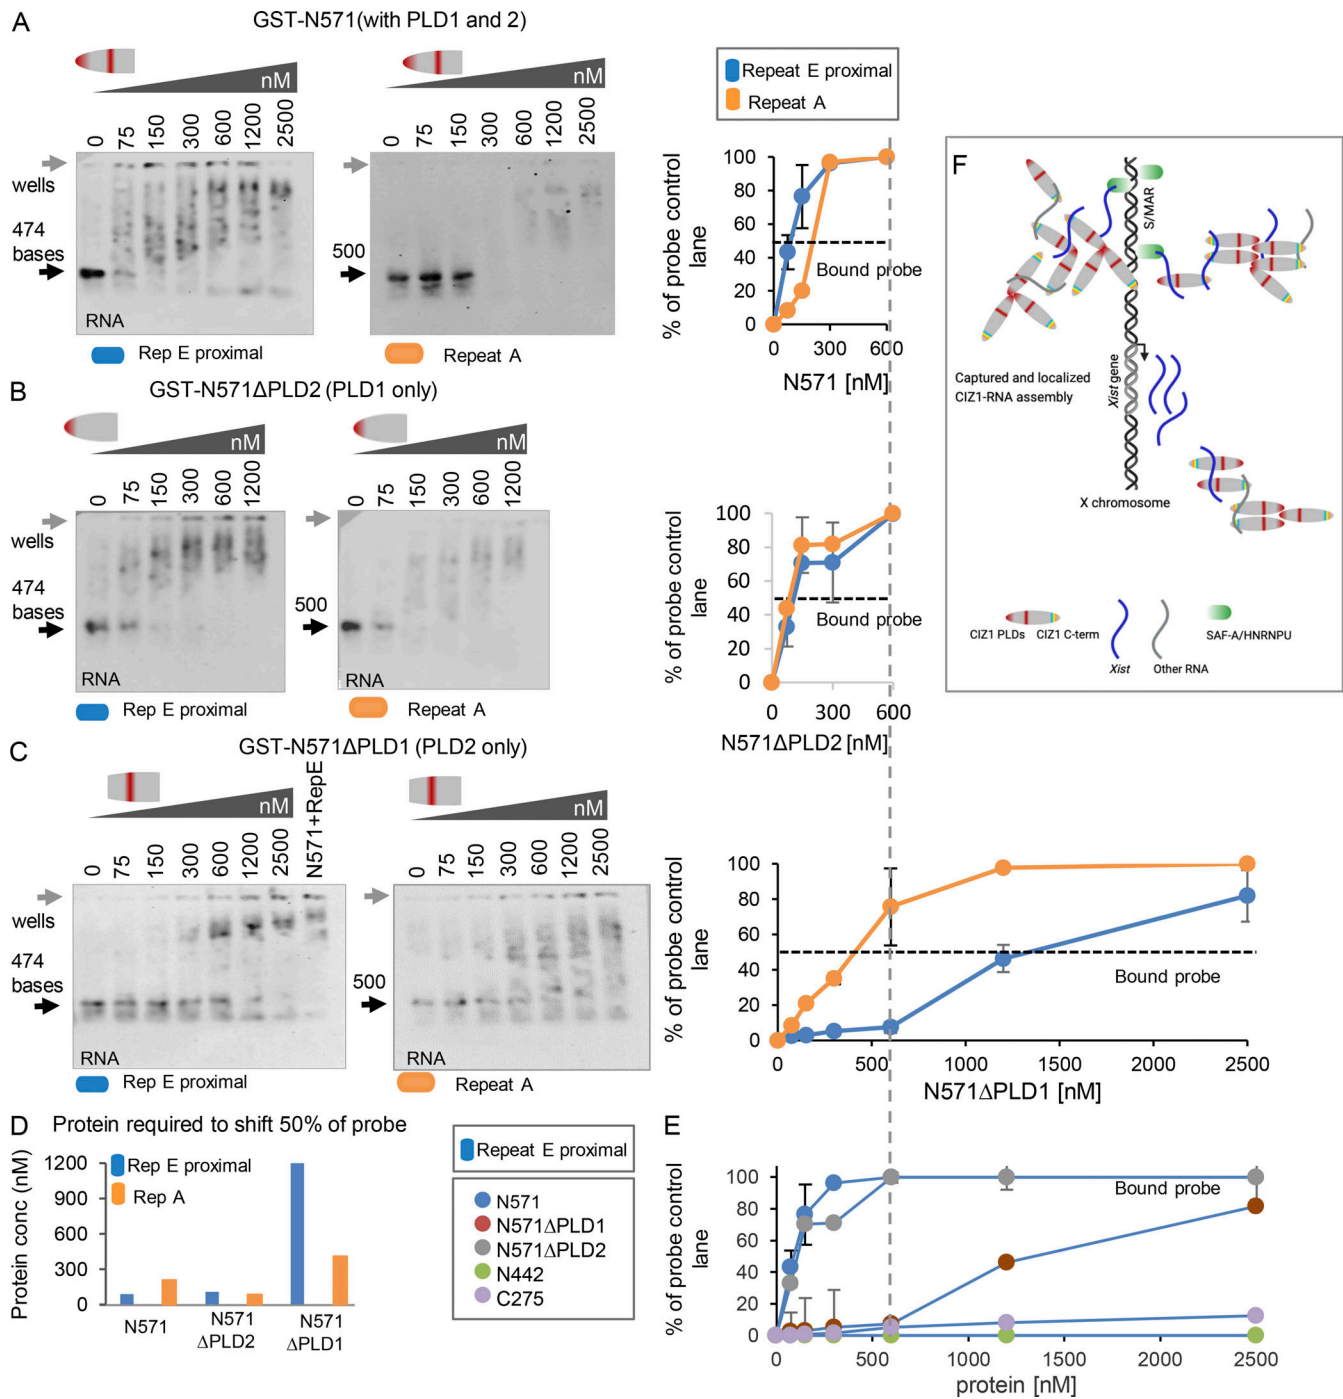 A
GST-N571(with PLD1 and 2)
nM
0 75 150 300 600 1200 2500
wells
474
bases
RNA
Rep E proximal
nM
0 75 150 300 600 1200 2500
500
Repeat A
Repeat E proximal
Repeat A
% of probe control
lane
100
80
60
40
20
0
Bound probe
0 300 600
N571 [nM]
B
GST-N571ΔPLD2 (PLD1 only)
nM
0 75 150 300 600 1200
wells
474
bases
RNA
Rep E proximal
nM
0 75 150 300 600 1200
500
Repeat A
% of probe control
lane
100
80
60
40
20
0
Bound probe
0 300 600
N571ΔPLD2 [nM]
C
GST-N571ΔPLD1 (PLD2 only)
nM
0 75 150 300 600 1200 2500 N571+RepE
wells
474
bases
RNA
Rep E proximal
nM
0 75 150 300 600 1200 2500
500
RNA
Repeat A
% of probe control
lane
100
80
60
40
20
0
Bound probe
0 500 1000 1500 2000 2500
N571ΔPLD1 [nM]
D
Protein required to shift 50% of probe
Protein conc (nM)
1200
900
600
300
0
Rep E proximal
Rep A
N571
N571
ΔPLD2
N571
ΔPLD1
Repeat E proximal
N571
N571ΔPLD1
N571ΔPLD2
N442
C275
E
% of probe control
lane
100
80
60
40
20
0
Bound probe
0 500 1000 1500 2000 2500
protein [nM]
F
S/MAR
Captured and localized
CIZ1-RNA assembly
Xist gene
X chromosome
CIZ1 PLDs
CIZ1 C-term
Xist
Other RNA
SAF-A/HNRNPU